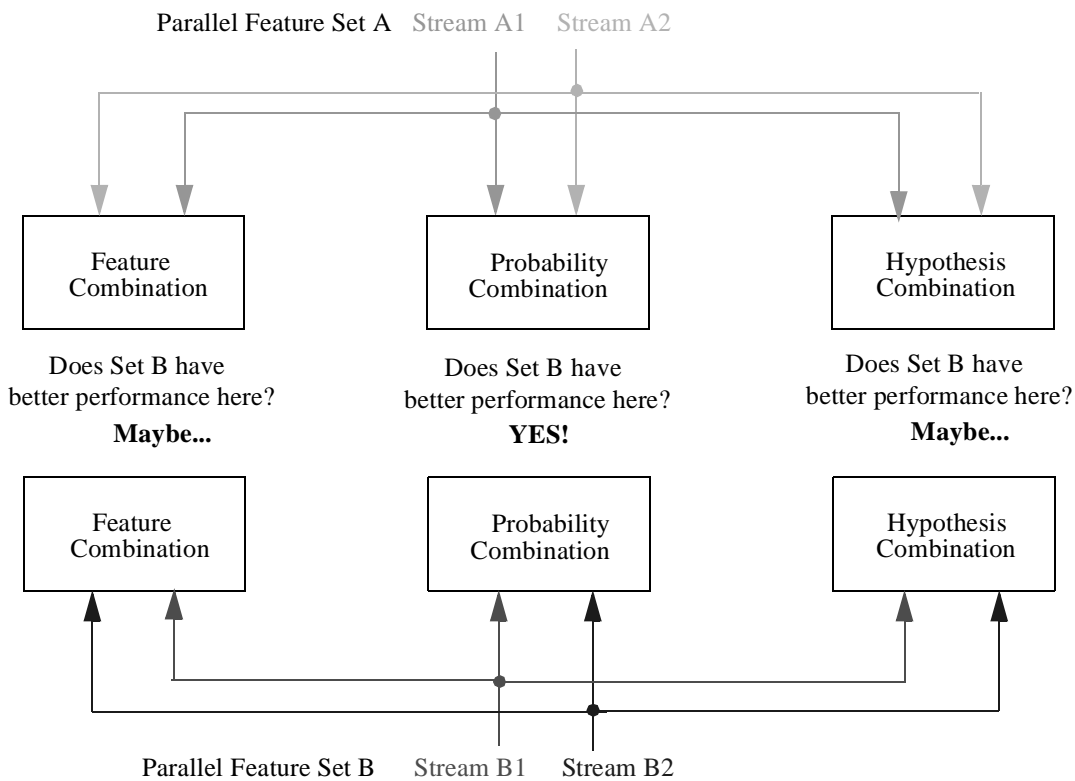 Parallel Feature Set A Stream A1 Stream A2
Feature
Combination
Probability
Combination
Hypothesis
Combination
Does Set B have
better performance here?
Maybe...
Does Set B have
better performance here?
YES!
Does Set B have
better performance here?
Maybe...
Feature
Combination
Probability
Combination
Hypothesis
Combination
Parallel Feature Set B Stream B1 Stream B2